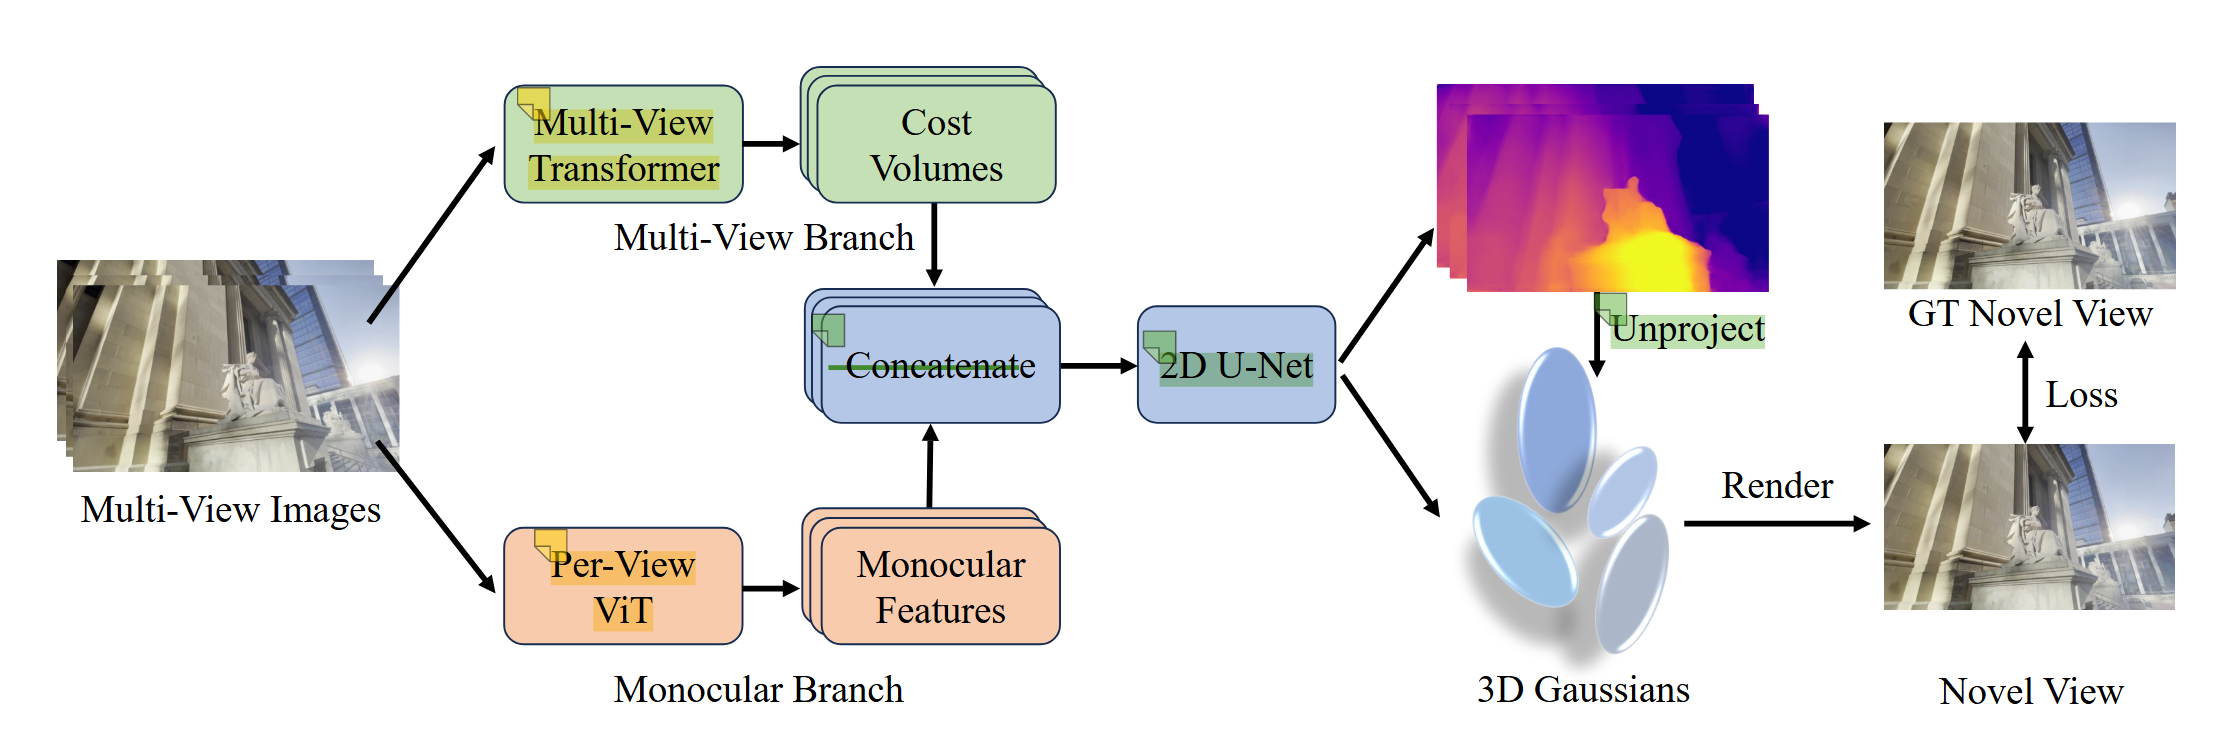 Multi-View
Transformer
Cost
Volumes
Multi-View Branch
Multi-View Images
Concatenate
2D U-Net
Per-View
ViT
Monocular
Features
Monocular Branch
Unproject
3D Gaussians
Render
GT Novel View
Loss
Novel View